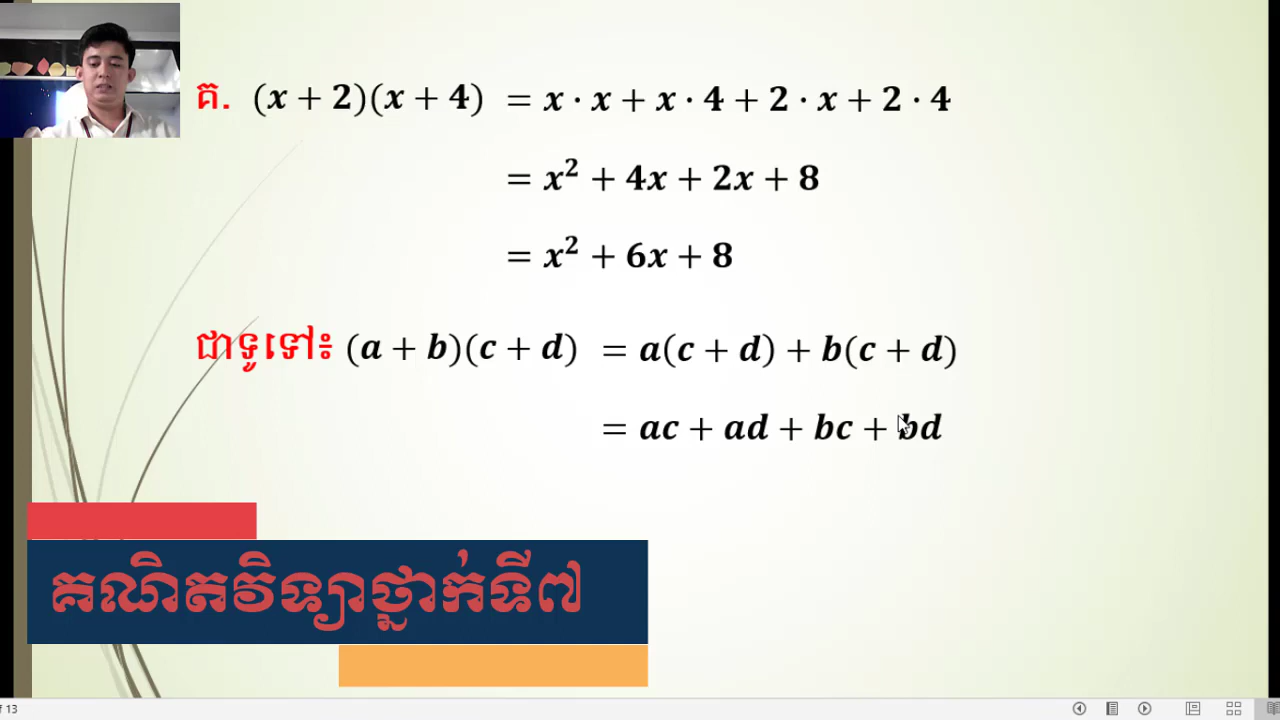 គ. (x + 2)(x + 4) = x · x + x · 4 + 2 · x + 2 · 4
= x² + 4x + 2x + 8
= x² + 6x + 8
ជាទូទៅ៖ (a + b)(c + d) = a(c + d) + b(c + d)
= ac + ad + bc + bd
គណិតវិទ្យាថ្នាក់ទី៧
f 13